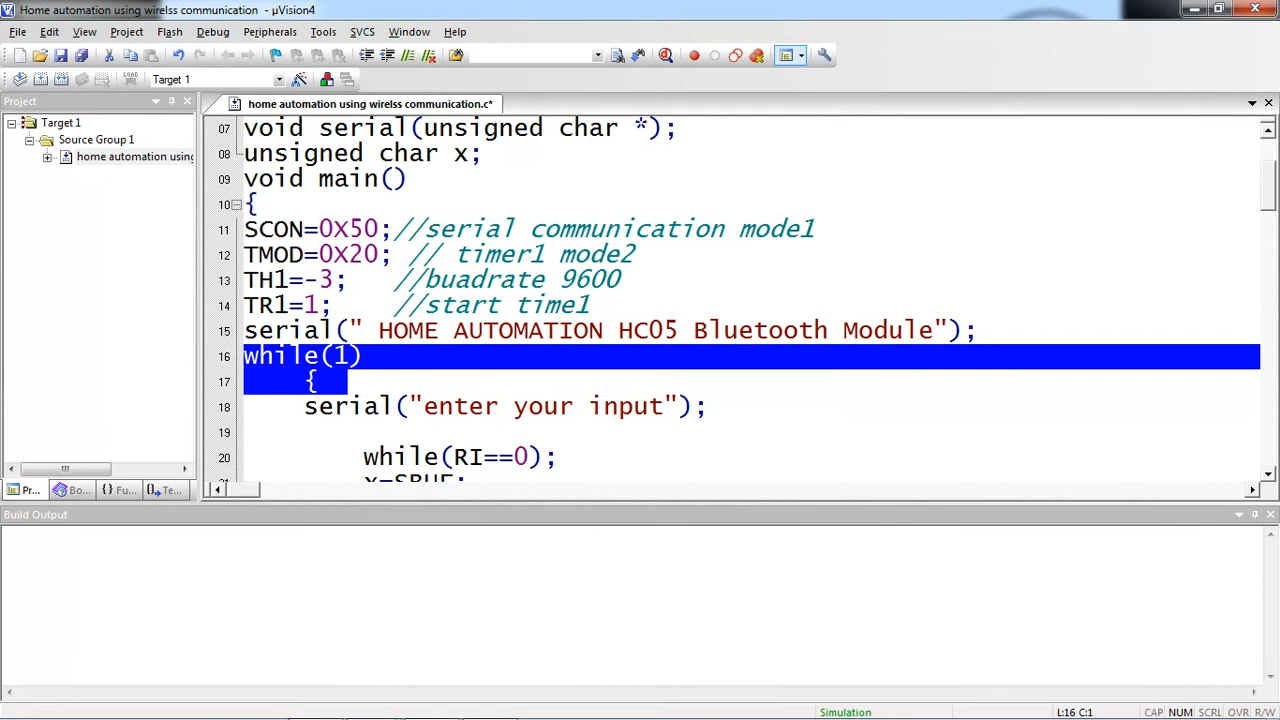 Home automation using wirelss communication - µVision4
File Edit View Project Flash Debug Peripherals Tools SVCS Window Help
LOAD Target 1
Project
home automation using wirelss communication.c*
Target 1
Source Group 1
home automation using
07 void serial(unsigned char *);
08 unsigned char x;
09 void main()
10 {
11 SCON=0X50;//serial communication mode1
12 TMOD=0X20; // timer1 mode2
13 TH1=-3; //buadrate 9600
14 TR1=1; //start time1
15 serial(" HOME AUTOMATION HC05 Bluetooth Module");
16 while(1)
17 {
18 serial("enter your input");
19
20 while(RI==0);
x=SBUF;
Pr... Bo... {} Fu... Te...
Build Output
Simulation L:16 C:1 CAP NUM SCRL OVR R/W